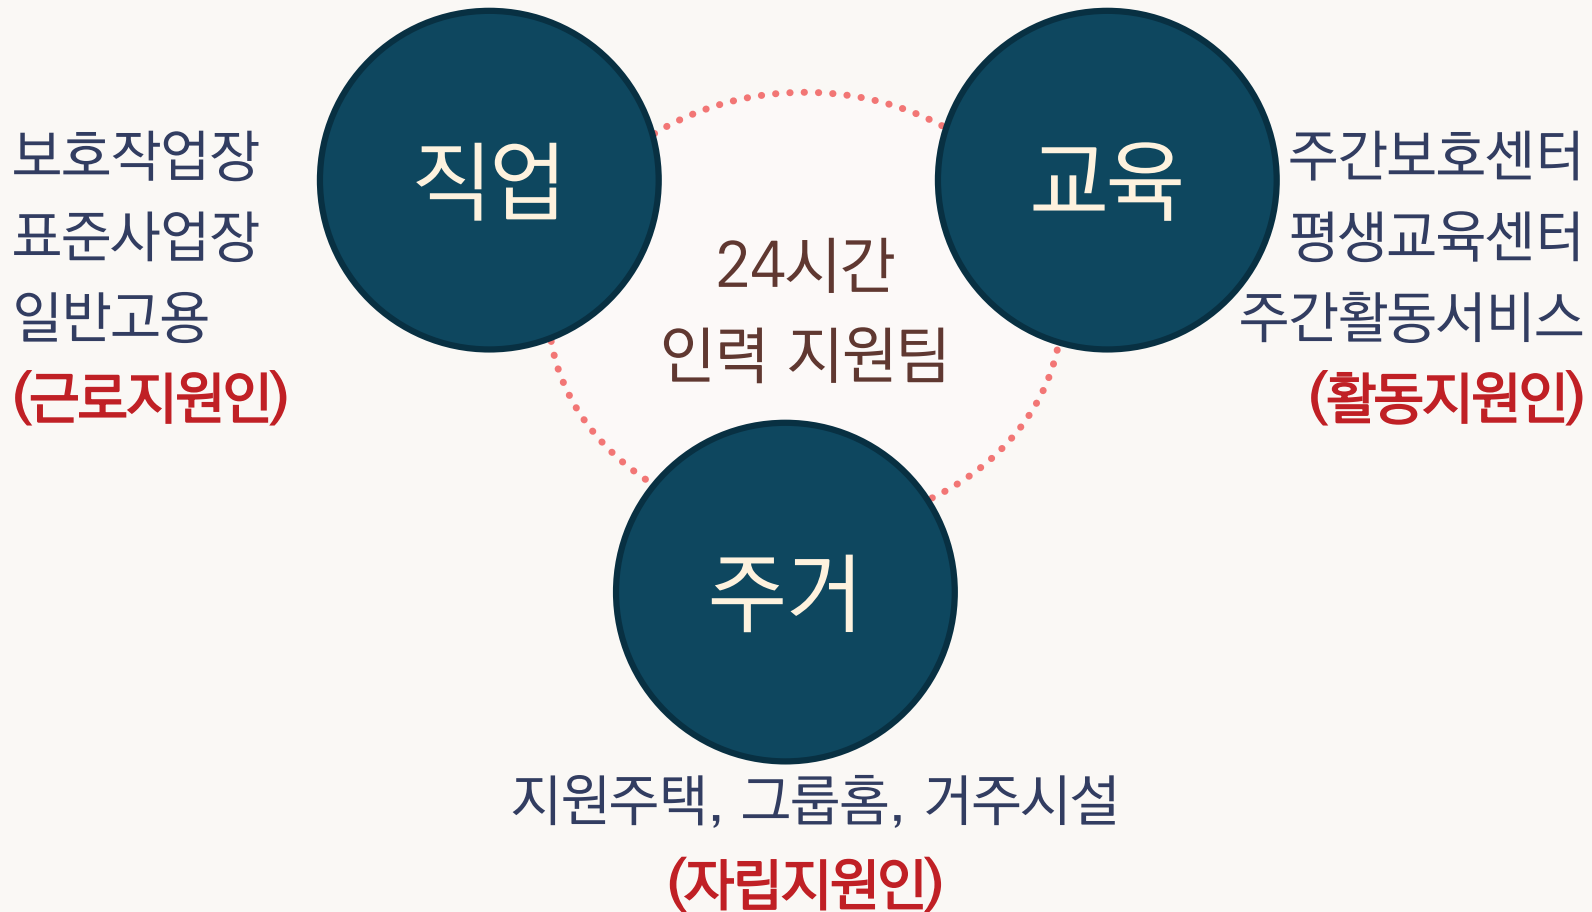 직업
보호작업장
표준사업장
일반고용
(근로지원인)
교육
주간보호센터
평생교육센터
주간활동서비스
(활동지원인)
24시간
인력 지원팀
주거
지원주택, 그룹홈, 거주시설
(자립지원인)